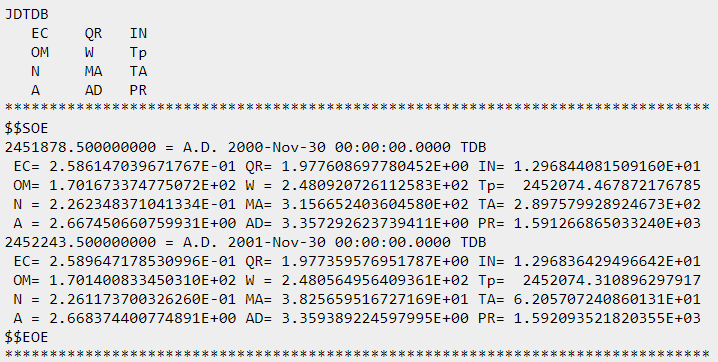 JDTDB
EC QR IN
OM W Tp
N MA TA
A AD PR
*******************************************************************************
$$SOE
2451878.500000000 = A.D. 2000-Nov-30 00:00:00.0000 TDB
EC= 2.586147039671767E-01 QR= 1.977608697780452E+00 IN= 1.296844081509160E+01
OM= 1.701673374775072E+02 W = 2.480920726112583E+02 Tp= 2452074.467872176785
N = 2.262348371041334E-01 MA= 3.156652403604580E+02 TA= 2.897579928924673E+02
A = 2.667450660759931E+00 AD= 3.357292623739411E+00 PR= 1.591266865033240E+03
2452243.500000000 = A.D. 2001-Nov-30 00:00:00.0000 TDB
EC= 2.589647178530996E-01 QR= 1.977359576951787E+00 IN= 1.296836429496642E+01
OM= 1.701400833450310E+02 W = 2.480564956409361E+02 Tp= 2452074.310896297917
N = 2.261173700326260E-01 MA= 3.825659516727169E+01 TA= 6.205707240860131E+01
A = 2.668374400774891E+00 AD= 3.359389224597995E+00 PR= 1.592093521820355E+03
$$EOE
*******************************************************************************